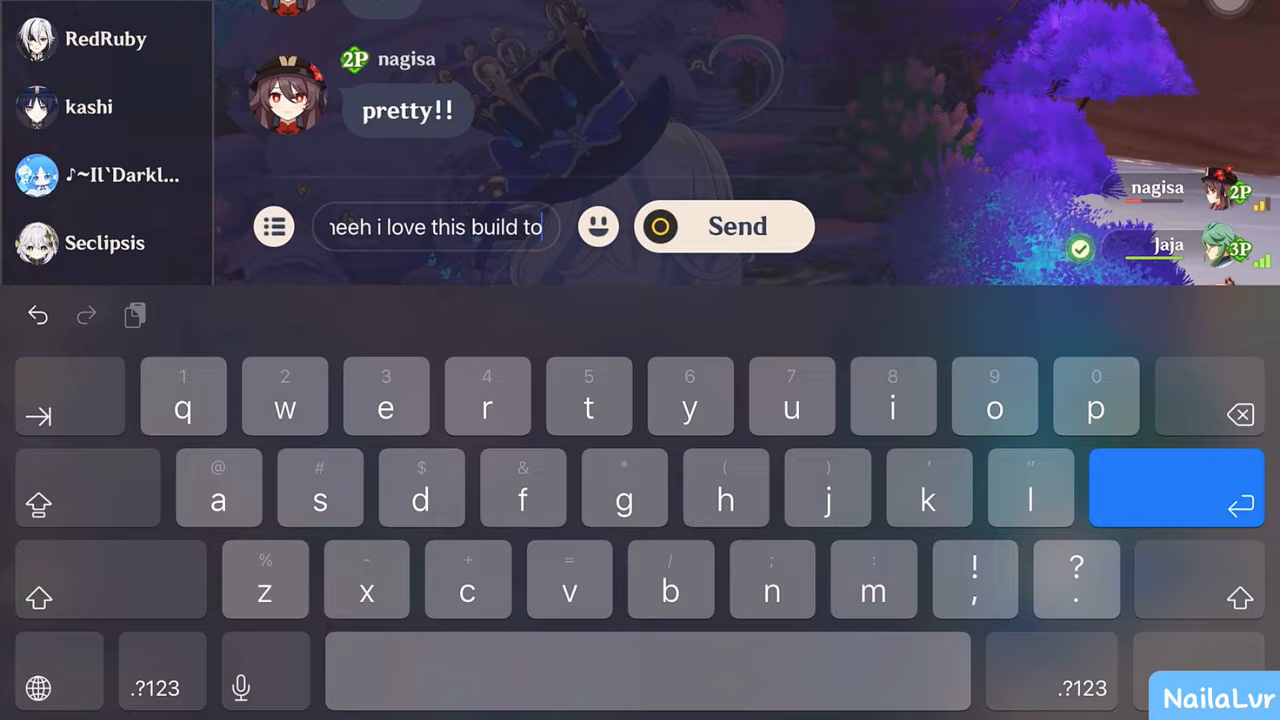 RedRuby
kashi
♪~Il`Darkl...
Seclipsis
2P nagisa
pretty!!
heeh i love this build to
Send
nagisa 2P
Jaja 3P
1 2 3 4 5 6 7 8 9 0
q w e r t y u i o p
@ # $ & * ( ) ' "
a s d f g h j k l
% - + = / ; : ! ?
z x c v b n m , .
.?123 .?123
NailaLvr